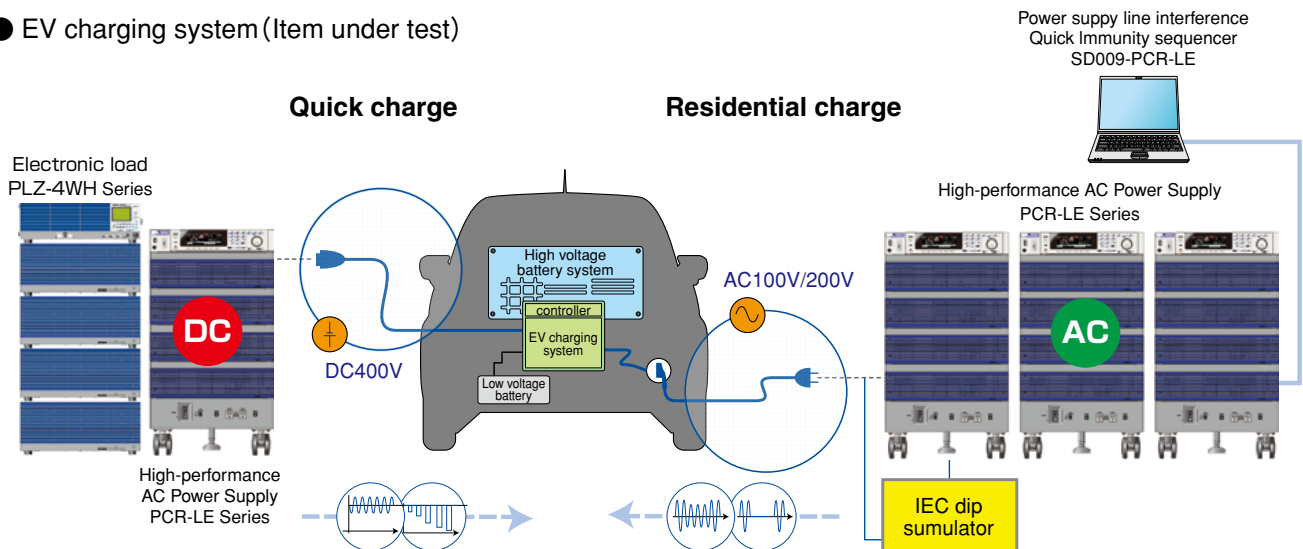 ● EV charging system(Item under test)
Power suppy line interference
Quick Immunity sequencer
SD009-PCR-LE
Quick charge
Residential charge
Electronic load
PLZ-4WH Series
High-performance AC Power Supply
PCR-LE Series
High voltage
battery system
AC100V/200V
controller
EV charging
system
DC
AC
DC400V
Low voltage
battery
High-performance
AC Power Supply
PCR-LE Series
IEC dip
sumulator